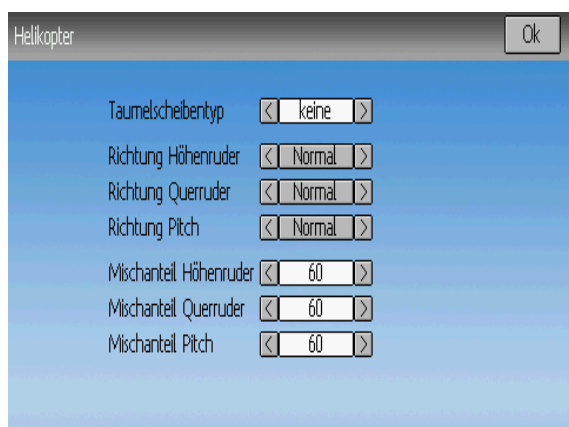 Helikopter Ok
Taumelscheibentyp < keine >
Richtung Höhenruder < Normal >
Richtung Querruder < Normal >
Richtung Pitch < Normal >
Mischanteil Höhenruder < 60 >
Mischanteil Querruder < 60 >
Mischanteil Pitch < 60 >